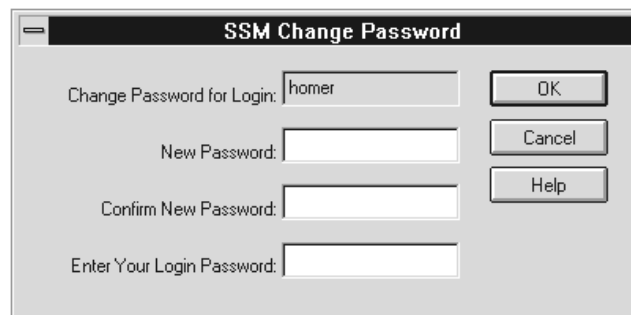 SSM Change Password
Change Password for Login: homer
OK
New Password:
Cancel
Confirm New Password:
Help
Enter Your Login Password: